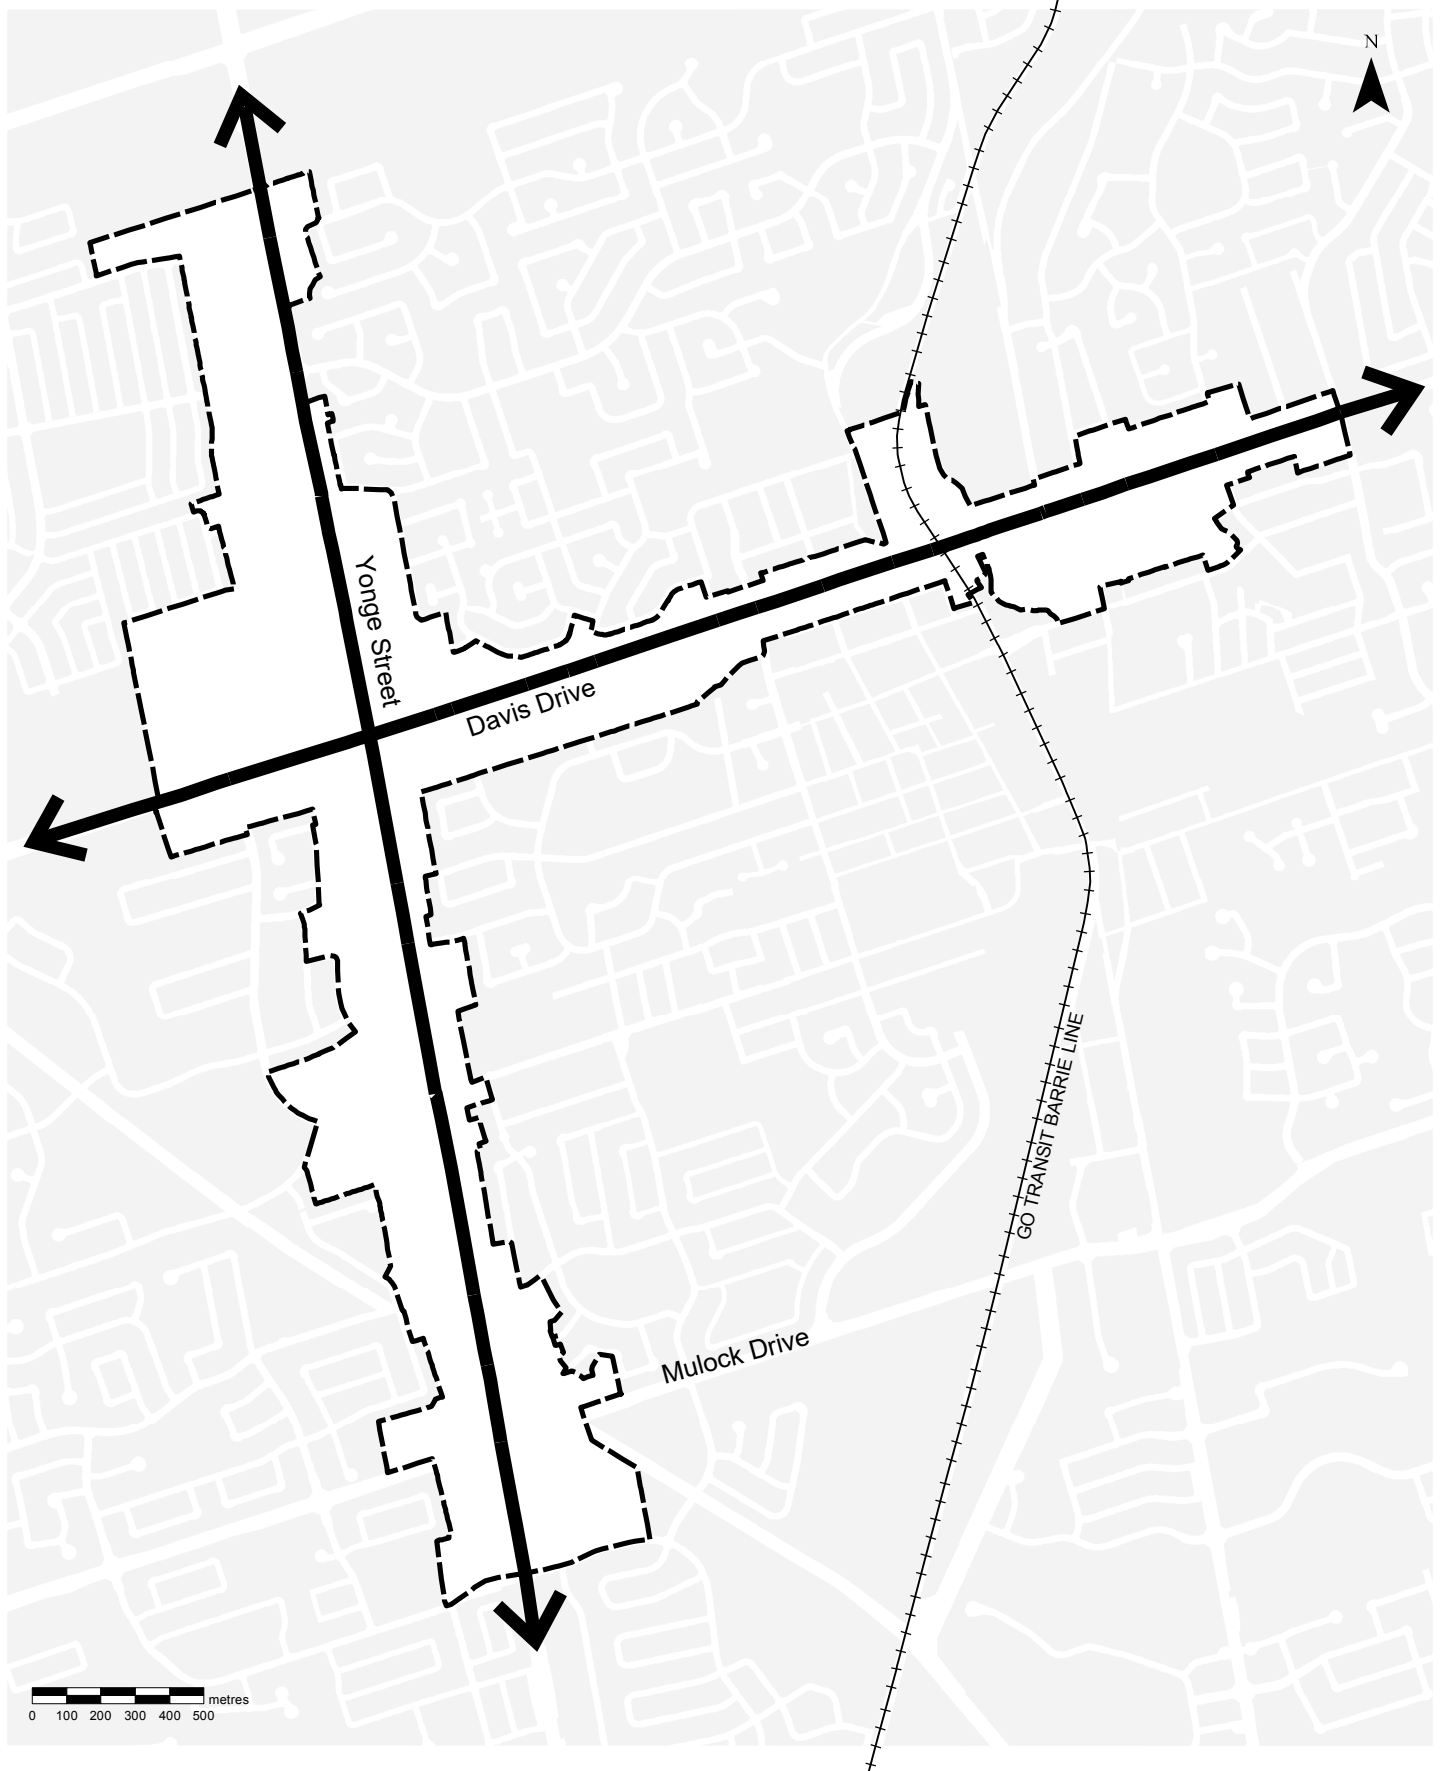 N
Yonge Street
Davis Drive
GO TRANSIT BARRIE LINE
Mulock Drive
metres
0 100 200 300 400 500